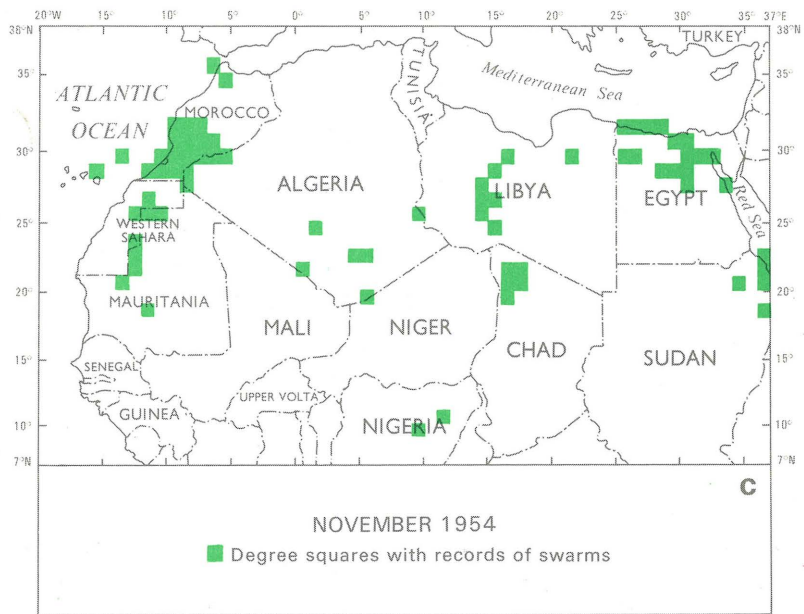 20°W 15° 10° 5° 0° 5° 10° 15° 20° 25° 30° 35° 37°E
38°N 38°N
TURKEY
35° 35°
TUNISIA
Mediterranean Sea
ATLANTIC
OCEAN
MOROCCO
30° 30°
ALGERIA
LIBYA
EGYPT
Red Sea
25° 25°
WESTERN
SAHARA
20° 20°
MAURITANIA
MALI
NIGER
CHAD
SUDAN
15° 15°
SENEGAL
UPPER VOLTA
GUINEA
NIGERIA
10° 10°
7°N 7°N
C
NOVEMBER 1954
Degree squares with records of swarms